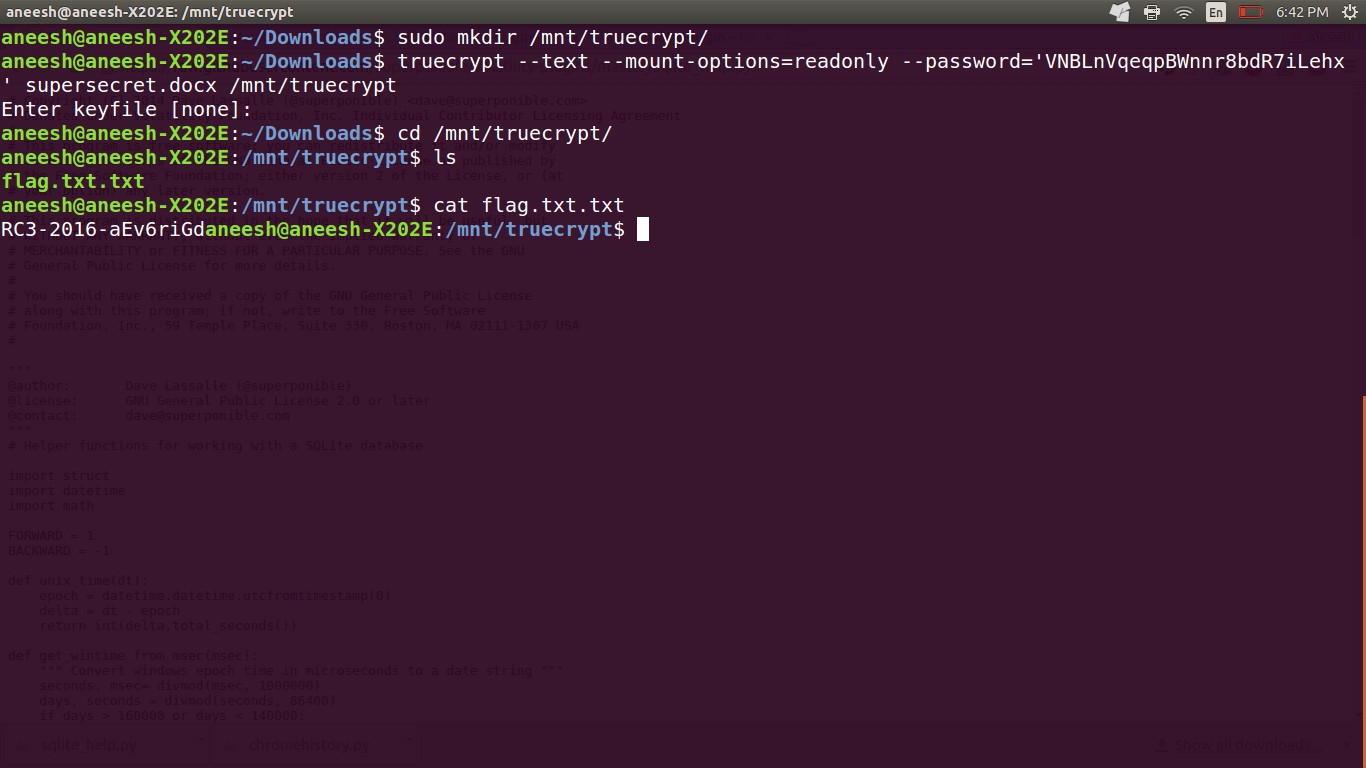 aneesh@aneesh-X202E: /mnt/truecrypt
En
6:42 PM
aneesh@aneesh-X202E:~/Downloads$ sudo mkdir /mnt/truecrypt/
aneesh@aneesh-X202E:~/Downloads$ truecrypt --text --mount-options=readonly --password='VNBLnVqeqpBWnnr8bdR7iLehx
' supersecret.docx /mnt/truecrypt
Enter keyfile [none]:
aneesh@aneesh-X202E:~/Downloads$ cd /mnt/truecrypt/
aneesh@aneesh-X202E:/mnt/truecrypt$ ls
flag.txt.txt
aneesh@aneesh-X202E:/mnt/truecrypt$ cat flag.txt.txt
RC3-2016-aEv6riGdaneesh@aneesh-X202E:/mnt/truecrypt$
# MERCHANTABILITY or FITNESS FOR A PARTICULAR PURPOSE. See the GNU
# General Public License for more details.
#
# You should have received a copy of the GNU General Public License
# along with this program; if not, write to the Free Software
# Foundation, Inc., 59 Temple Place, Suite 330, Boston, MA 02111-1307 USA
#
"""
@author: Dave Lassalle (@superponible)
@license: GNU General Public License 2.0 or later
@contact: dave@superponible.com
"""
# Helper functions for working with a SQLite database
import struct
import datetime
import math
FORWARD = 1
BACKWARD = -1
def unix_time(dt):
epoch = datetime.datetime.utcfromtimestamp(0)
delta = dt - epoch
return int(delta.total_seconds())
def get_wintime_from_msec(msec):
""" Convert windows epoch time in microseconds to a date string """
seconds, msec= divmod(msec, 1000000)
days, seconds = divmod(seconds, 86400)
if days > 160000 or days < 140000:
sqlite_help.py
chromehistory.py
Show all downloads...